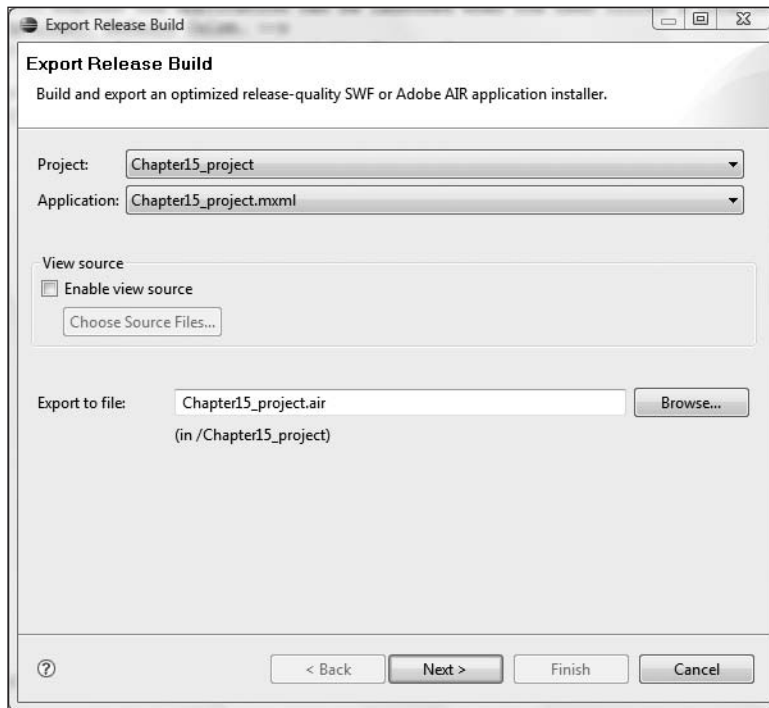 Export Release Build
Export Release Build
Build and export an optimized release-quality SWF or Adobe AIR application installer.
Project: Chapter15_project
Application: Chapter15_project.mxml
View source
Enable view source
Choose Source Files...
Export to file: Chapter15_project.air Browse...
(in /Chapter15_project)
? < Back Next > Finish Cancel